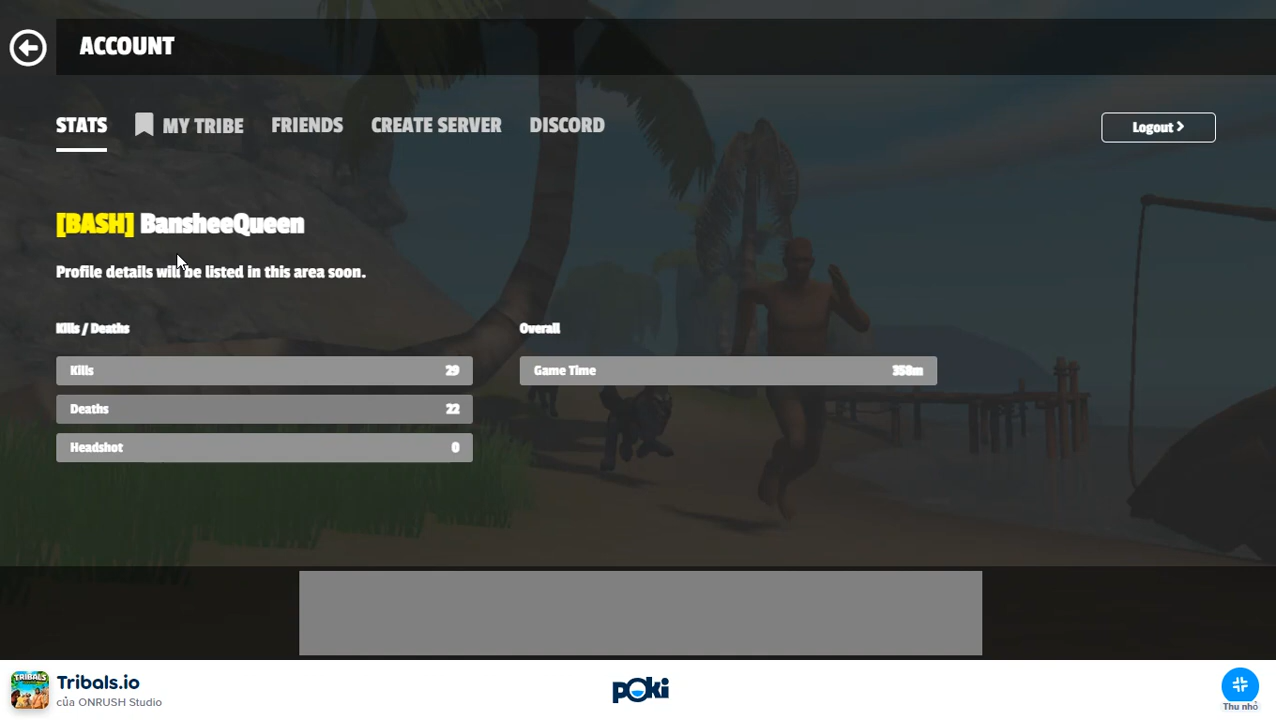 ACCOUNT
STATS MY TRIBE FRIENDS CREATE SERVER DISCORD Logout
[BASH] BansheeQueen
Profile details will be listed in this area soon.
Kills / Deaths Overall
Kills 29 Game Time 358m
Deaths 22
Headshot 0
TRIBALS
Tribals.io
của ONRUSH Studio
poki
Thu nhỏ